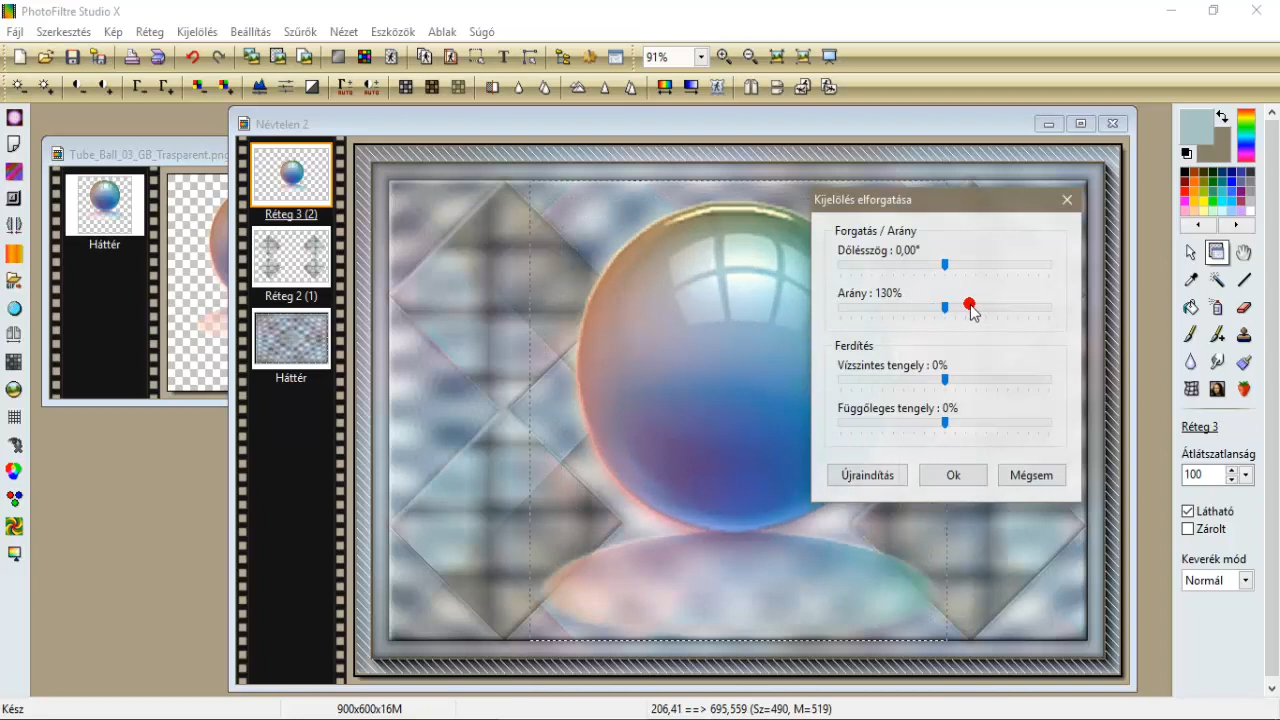 PhotoFiltre Studio X
Fájl Szerkesztés Kép Réteg Kijelölés Beállítás Szűrők Nézet Eszközök Ablak Súgó
91%
AUTO AUTO
Névtelen 2
Tube_Ball_03_GB_Trasparent.png
Háttér
Réteg 3 (2)
Réteg 2 (1)
Háttér
Kijelölés elforgatása
Forgatás / Arány
Dőlésszög : 0,00°
Arány : 130%
Ferdítés
Vízszintes tengely : 0%
Függőleges tengely : 0%
Újraindítás Ok Mégsem
Réteg 3
Átlátszatlanság
100
Látható
Zárolt
Keverék mód
Normál
Kész 900x600x16M 206,41 ==> 695,559 (Sz=490, M=519)